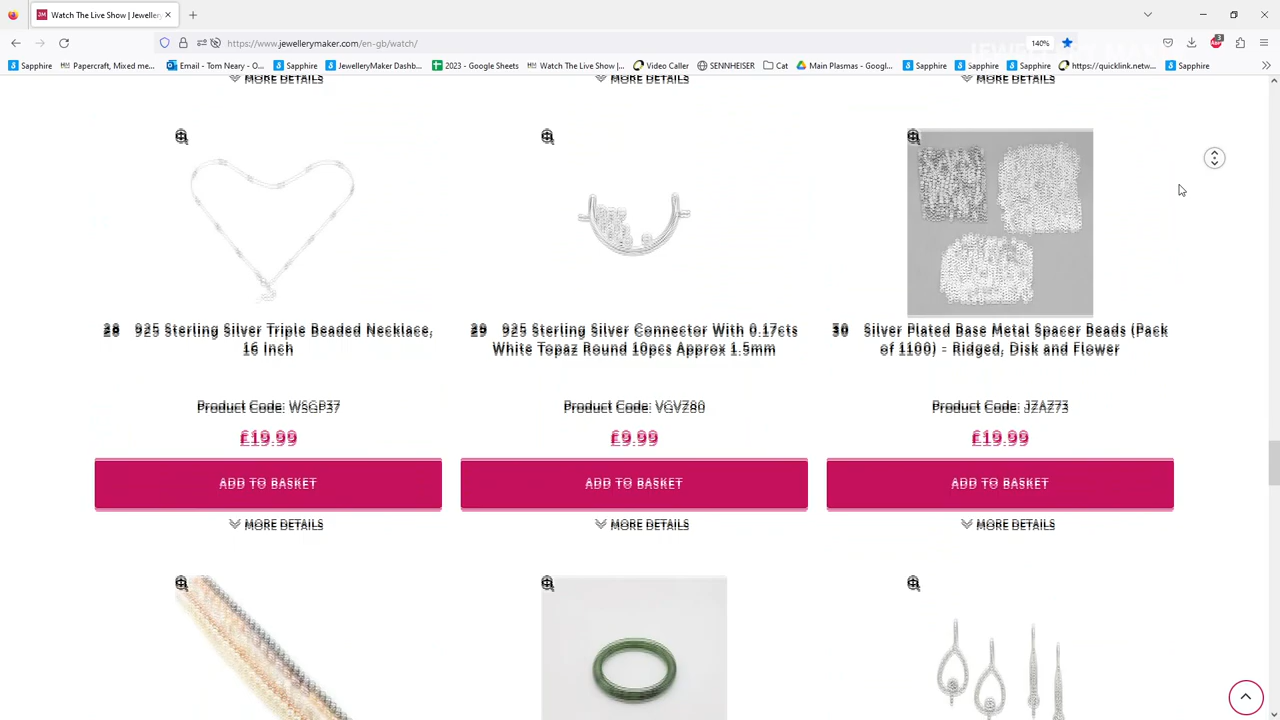 Watch The Live Show | Jeweller
https://www.jewellerymaker.com/en-gb/watch/
140%
3
Sapphire
Papercraft, Mixed me...
Email - Tom Neary - O...
Sapphire
JewelleryMaker Dashb...
2023 - Google Sheets
Watch The Live Show |...
Video Caller
SENNHEISER
Cat
Main Plasmas - Googl...
Sapphire
Sapphire
Sapphire
https://quicklink.netw...
Sapphire
MORE DETAILS
MORE DETAILS
MORE DETAILS
28 925 Sterling Silver Triple Beaded Necklace,
16 Inch
Product Code: WSGP37
£19.99
ADD TO BASKET
MORE DETAILS
29 925 Sterling Silver Connector With 0.17cts
White Topaz Round 10pcs Approx 1.5mm
Product Code: VGVZ80
£9.99
ADD TO BASKET
MORE DETAILS
30 Silver Plated Base Metal Spacer Beads (Pack
of 1100) - Ridged, Disk and Flower
Product Code: JZAZ73
£19.99
ADD TO BASKET
MORE DETAILS